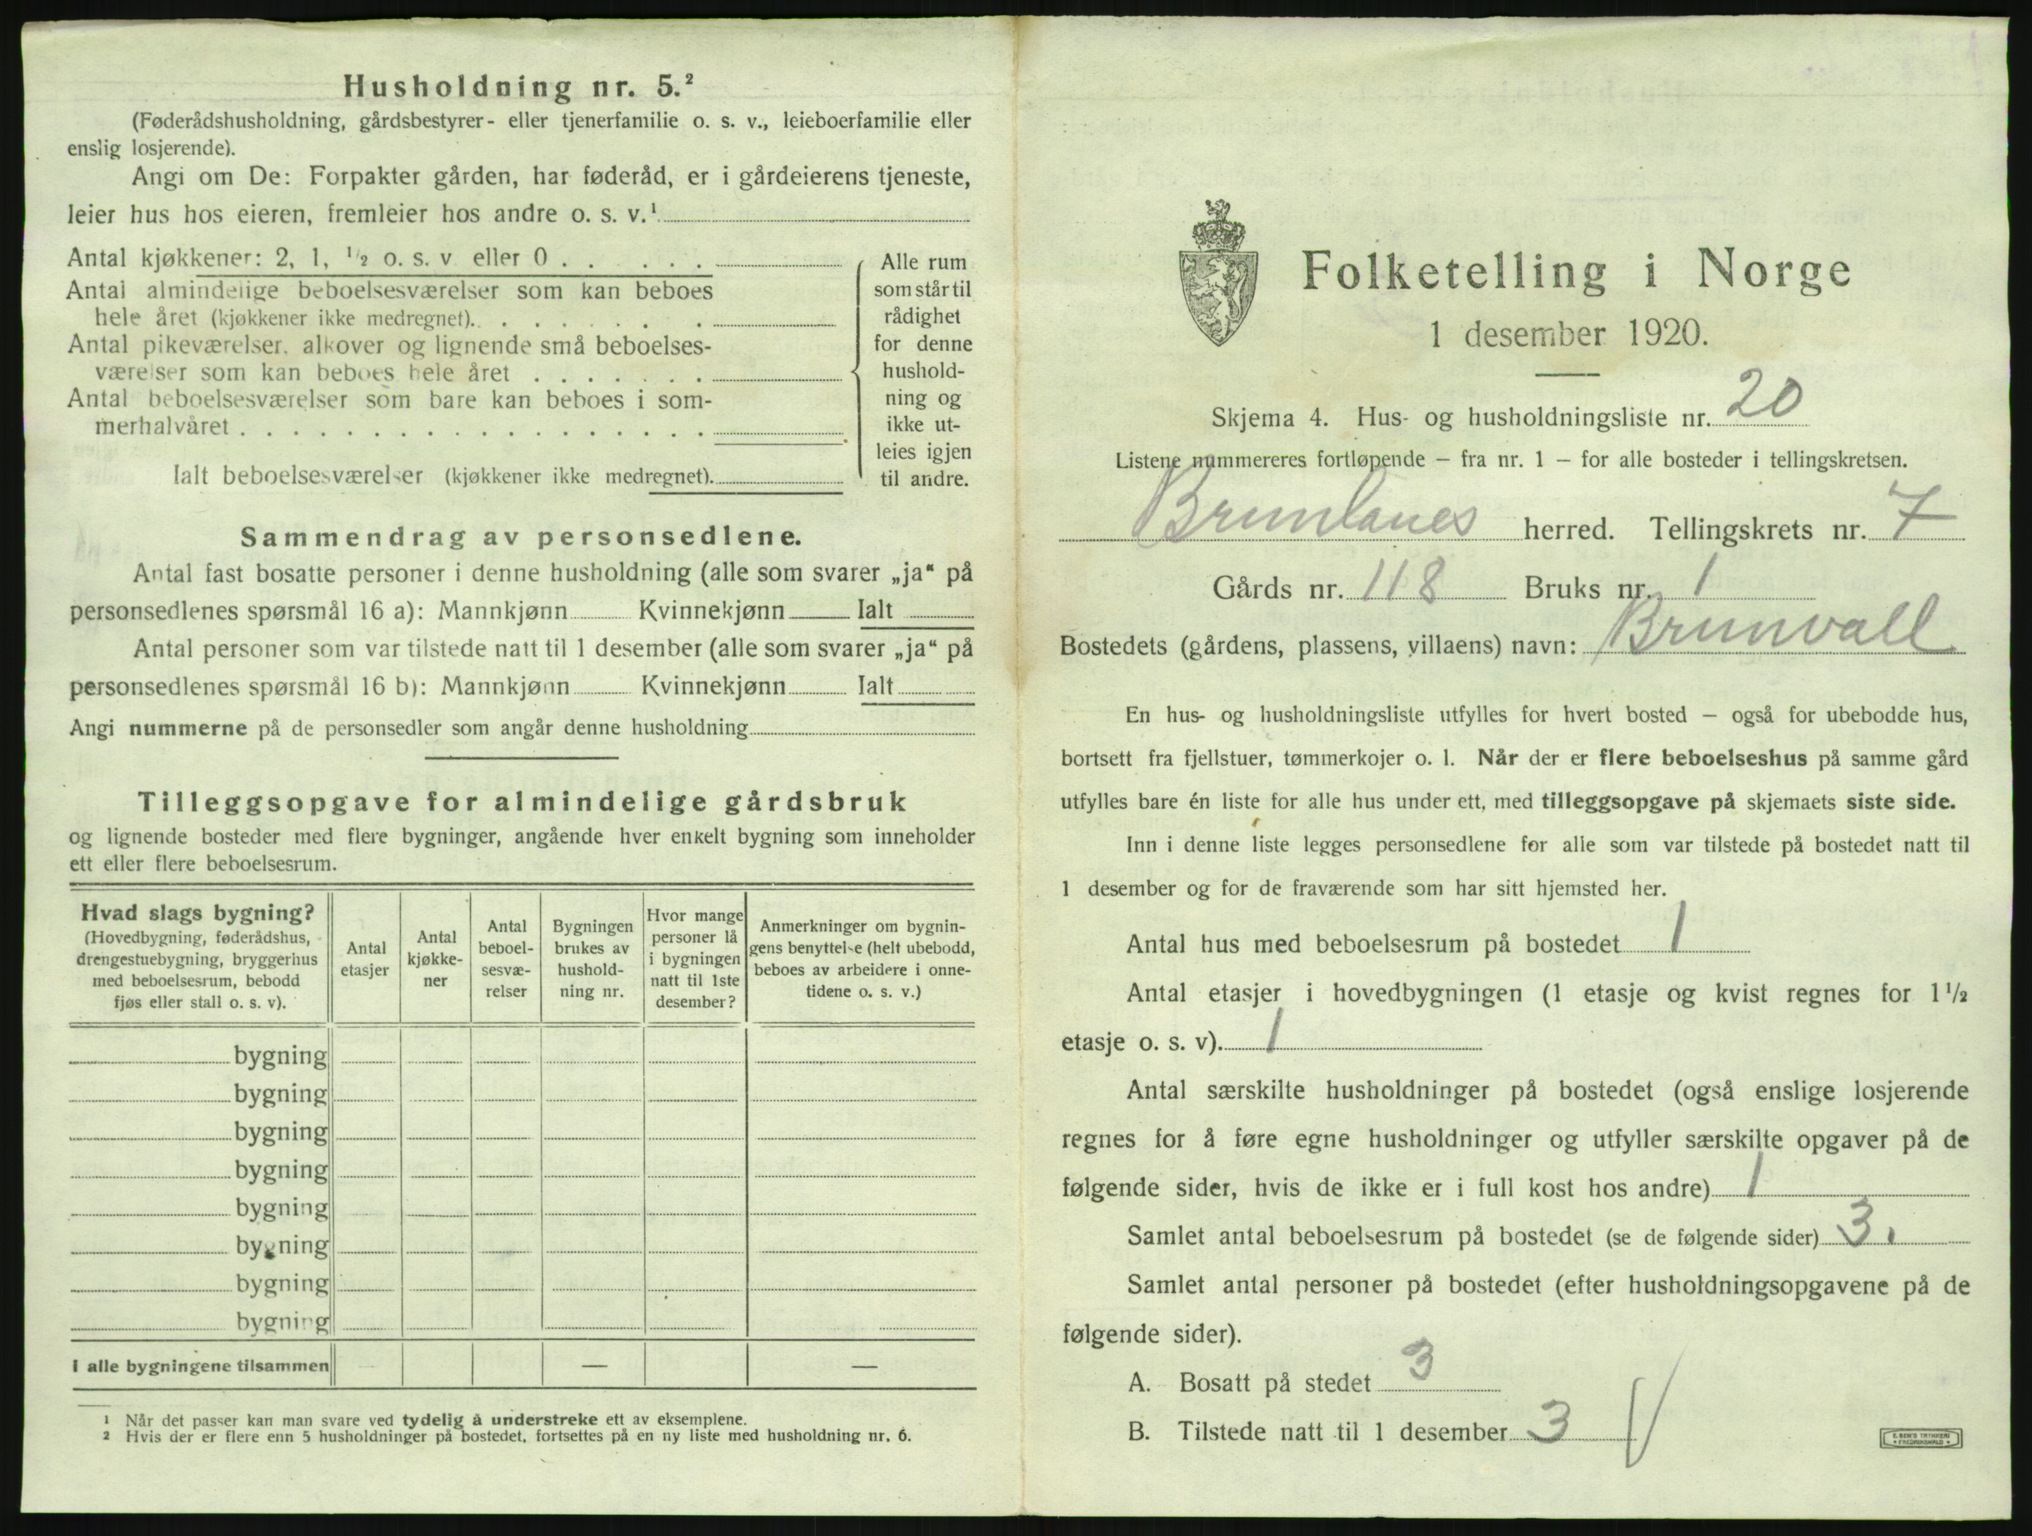 Husholdning nr. 5.²
(Føderådshusholdning, gårdsbestyrer- eller tjenerfamilie o. s. v., leieboerfamilie eller
enslig losjerende).
Angi om De: Forpakter gården, har føderåd, er i gårdeierens tjeneste,
leier hus hos eieren, fremleier hos andre o. s. v.¹
Antal kjøkkener: 2, 1, ½ o. s. v eller 0 . . . . . .
Antal almindelige beboelsesværelser som kan beboes
hele året (kjøkkener ikke medregnet). . . . . . . .
Antal pikeværelser, alkover og lignende små beboelses-
værelser som kan beboes hele året . . . . . . .
Antal beboelsesværelser som bare kan beboes i som-
merhalvåret . . . . . . . . . . . . . . . . . .
Ialt beboelsesværelser (kjøkkener ikke medregnet).
Alle rum
som står til
rådighet
for denne
hushold-
ning og
ikke ut-
leies igjen
til andre.
Sammendrag av personsedlene.
Antal fast bosatte personer i denne husholdning (alle som svarer „ja“ på
personsedlenes spørsmål 16 a): Mannkjønn Kvinnekjønn Ialt
Antal personer som var tilstede natt til 1 desember (alle som svarer „ja“ på
personsedlenes spørsmål 16 b): Mannkjønn Kvinnekjønn Ialt
Angi nummerne på de personsedler som angår denne husholdning
Tilleggsopgave for almindelige gårdsbruk
og lignende bosteder med flere bygninger, angående hver enkelt bygning som inneholder
ett eller flere beboelsesrum.
Hvad slags bygning?
(Hovedbygning, føderådshus,
drengestuebygning, bryggerhus
med beboelsesrum, bebodd
fjøs eller stall o. s. v).
Antal
etasjer
Antal
kjøkke-
ner
Antal
beboel-
sesvæ-
relser
Bygningen
brukes av
hushold-
ning nr.
Hvor mange
personer lå
i bygningen
natt til 1ste
desember?
Anmerkninger om bygnin-
gens benyttelse (helt ubebodd,
beboes av arbeidere i onne-
tidene o. s. v.)
bygning
bygning
bygning
bygning
bygning
bygning
bygning
bygning
I alle bygningene tilsammen — —
¹ Når det passer kan man svare ved tydelig å understreke ett av eksemplene.
² Hvis der er flere enn 5 husholdninger på bostedet, fortsettes på en ny liste med husholdning nr. 6.
Folketelling i Norge
1 desember 1920.
Skjema 4. Hus- og husholdningsliste nr. 20
Listene nummereres fortløpende – fra nr. 1 – for alle bosteder i tellingskretsen.
Brunlanes herred. Tellingskrets nr. 7
Gårds nr. 118 Bruks nr. 1
Bostedets (gårdens, plassens, villaens) navn: Brunvall
En hus- og husholdningsliste utfylles for hvert bosted – også for ubebodde hus,
bortsett fra fjellstuer, tømmerkojer o. l. Når der er flere beboelseshus på samme gård
utfylles bare én liste for alle hus under ett, med tilleggsopgave på skjemaets siste side.
Inn i denne liste legges personsedlene for alle som var tilstede på bostedet natt til
1 desember og for de fraværende som har sitt hjemsted her.
Antal hus med beboelsesrum på bostedet 1
Antal etasjer i hovedbygningen (1 etasje og kvist regnes for 1½
etasje o. s. v). 1
Antal særskilte husholdninger på bostedet (også enslige losjerende
regnes for å føre egne husholdninger og utfyller særskilte opgaver på de
følgende sider, hvis de ikke er i full kost hos andre) 1
Samlet antal beboelsesrum på bostedet (se de følgende sider) 3.
Samlet antal personer på bostedet (efter husholdningsopgavene på de
følgende sider).
A. Bosatt på stedet 3
B. Tilstede natt til 1 desember 3